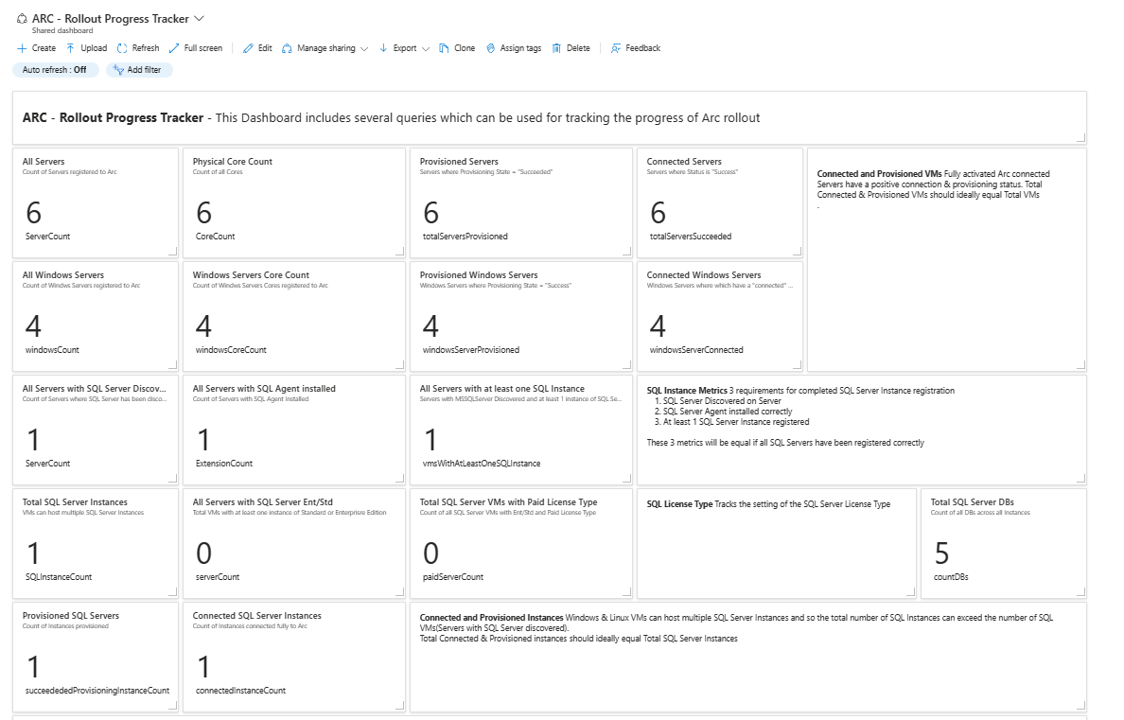 ARC - Rollout Progress Tracker
Shared dashboard
Create Upload Refresh Full screen Edit Manage sharing Export Clone Assign tags Delete Feedback
Auto refresh : Off Add filter
ARC - Rollout Progress Tracker - This Dashboard includes several queries which can be used for tracking the progress of Arc rollout
All Servers
Count of Servers registered to Arc
6
ServerCount
Physical Core Count
Count of all Cores
6
CoreCount
Provisioned Servers
Servers where Provisioning State = "Succeeded"
6
totalServersProvisioned
Connected Servers
Servers where Status is "Success"
6
totalServersSucceeded
Connected and Provisioned VMs Fully activated Arc connected
Servers have a positive connection & provisioning status. Total
Connected & Provisioned VMs should ideally equal Total VMs
.
All Windows Servers
Count of Windws Servers registered to Arc
4
windowsCount
Windows Servers Core Count
Count of Windws Servers Cores registered to Arc
4
windowsCoreCount
Provisioned Windows Servers
Windows Servers where Provisioning State = "Success"
4
windowsServerProvisioned
Connected Windows Servers
Windows Servers where which have a "connected" ...
4
windowsServerConnected
All Servers with SQL Server Discov...
Count of Servers where SQL Server has been disco...
1
ServerCount
All Servers with SQL Agent installed
Count of Servers with SQL Agent Installed
1
ExtensionCount
All Servers with at least one SQL Instance
Servers with MSSQLServer Discovered and at least 1 instance of SQL Se...
1
vmsWithAtLeastOneSQLInstance
SQL Instance Metrics 3 requirements for completed SQL Server Instance registration
1. SQL Server Discovered on Server
2. SQL Server Agent installed correctly
3. At least 1 SQL Server Instance registered
These 3 metrics will be equal if all SQL Servers have been registered correctly
Total SQL Server Instances
VMs can host multiple SQL Server Instances
1
SQLInstanceCount
All Servers with SQL Server Ent/Std
Total VMs with at least one instance of Standard or Enterprise Edition
0
serverCount
Total SQL Server VMs with Paid License Type
Count of all SQL Server VMs with Ent/Std and Paid License Type
0
paidServerCount
SQL License Type Tracks the setting of the SQL Server License Type
Total SQL Server DBs
Count of all DBs across all Instances
5
countDBs
Provisioned SQL Servers
Count of Instances provisioned
1
succeedededProvisioningInstanceCount
Connected SQL Server Instances
Count of Instances connected fully to Arc
1
connectedInstanceCount
Connected and Provisioned Instances Windows & Linux VMs can host multiple SQL Server Instances and so the total number of SQL Instances can exceed the number of SQL
VMs(Servers with SQL Server discovered).
Total Connected & Provisioned instances should ideally equal Total SQL Server Instances